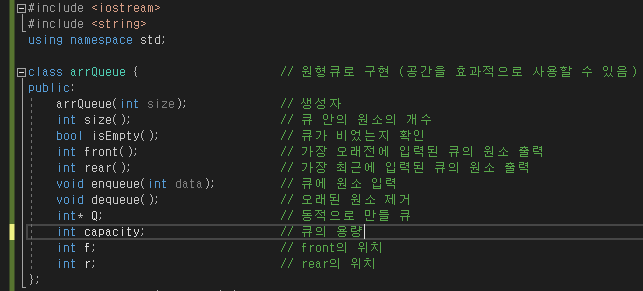 #include <iostream>
#include <string>
using namespace std;

class arrQueue { // 원형큐로 구현 (공간을 효과적으로 사용할 수 있음)
public:
arrQueue(int size); // 생성자
int size(); // 큐 안의 원소의 개수
bool isEmpty(); // 큐가 비었는지 확인
int front(); // 가장 오래전에 입력된 큐의 원소 출력
int rear(); // 가장 최근에 입력된 큐의 원소 출력
void enqueue(int data); // 큐에 원소 입력
void dequeue(); // 오래된 원소 제거
int* Q; // 동적으로 만들 큐
int capacity; // 큐의 용량
int f; // front의 위치
int r; // rear의 위치
};